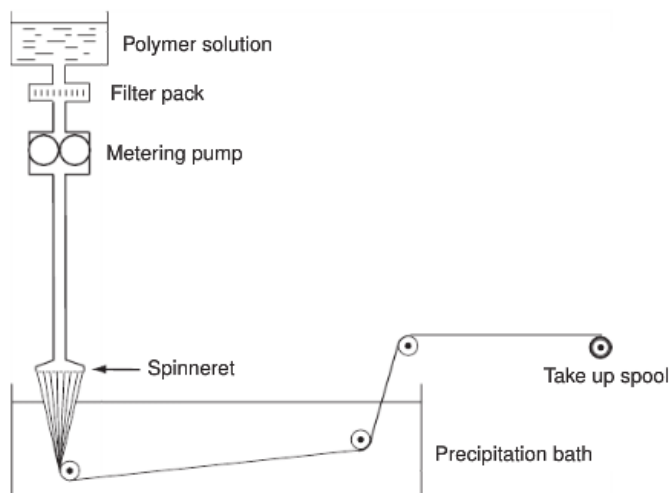 Polymer solution
Filter pack
Metering pump
Spinneret
Take up spool
Precipitation bath